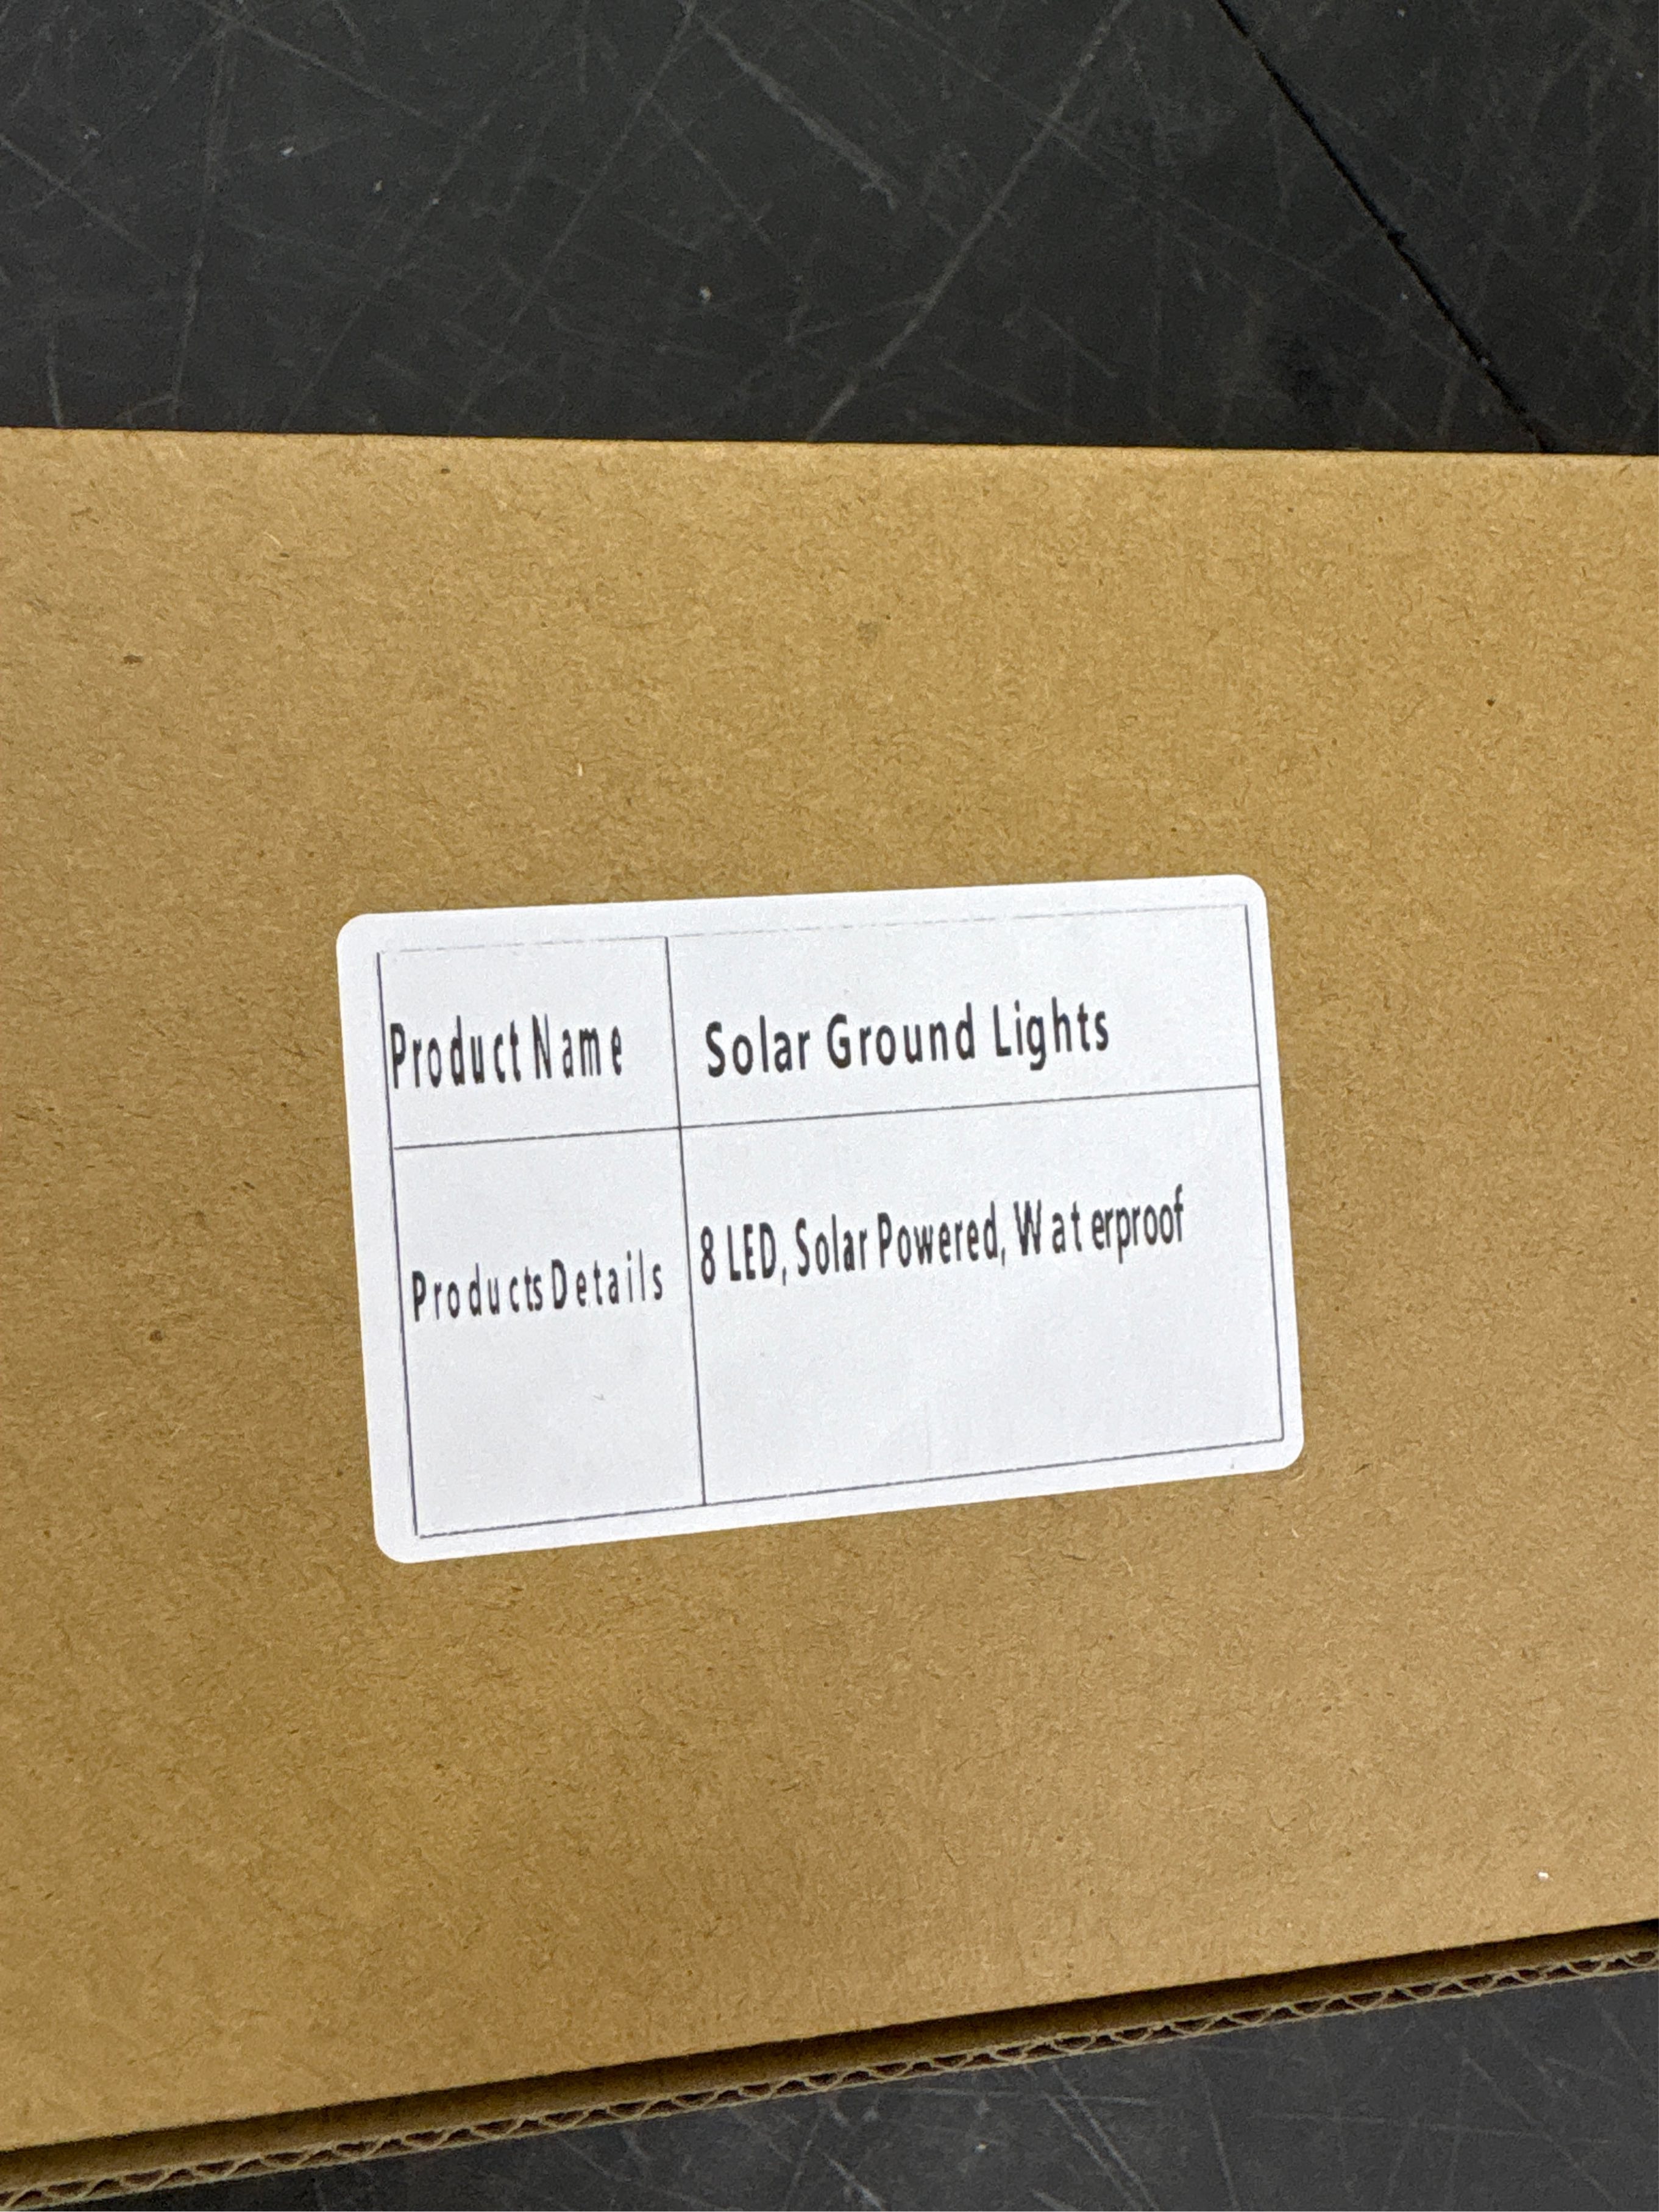 Product Name
Solar Ground Lights
Products Details
8 LED, Solar Powered, Waterproof